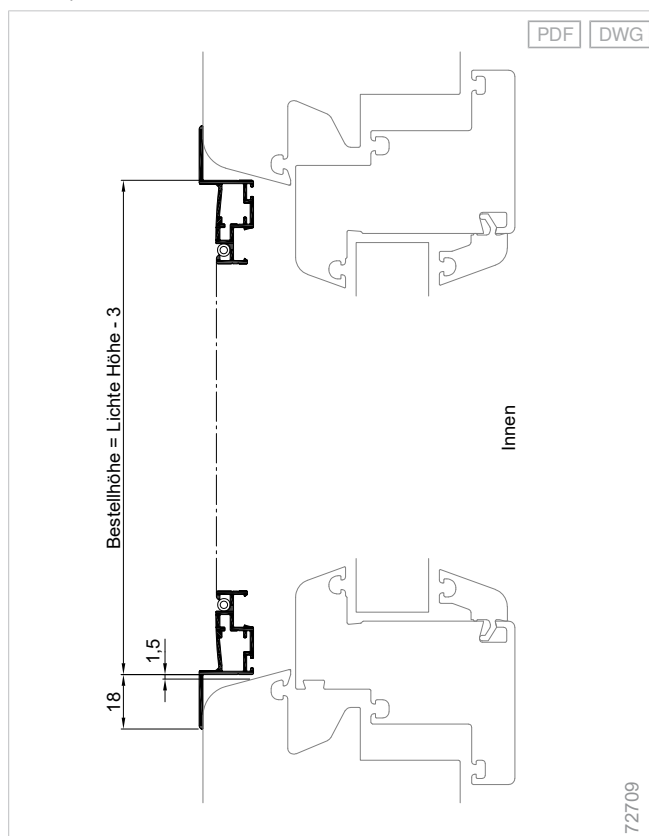 PDF DWG
Bestellhöhe = Lichte Höhe - 3
Innen
1,5
18
72709